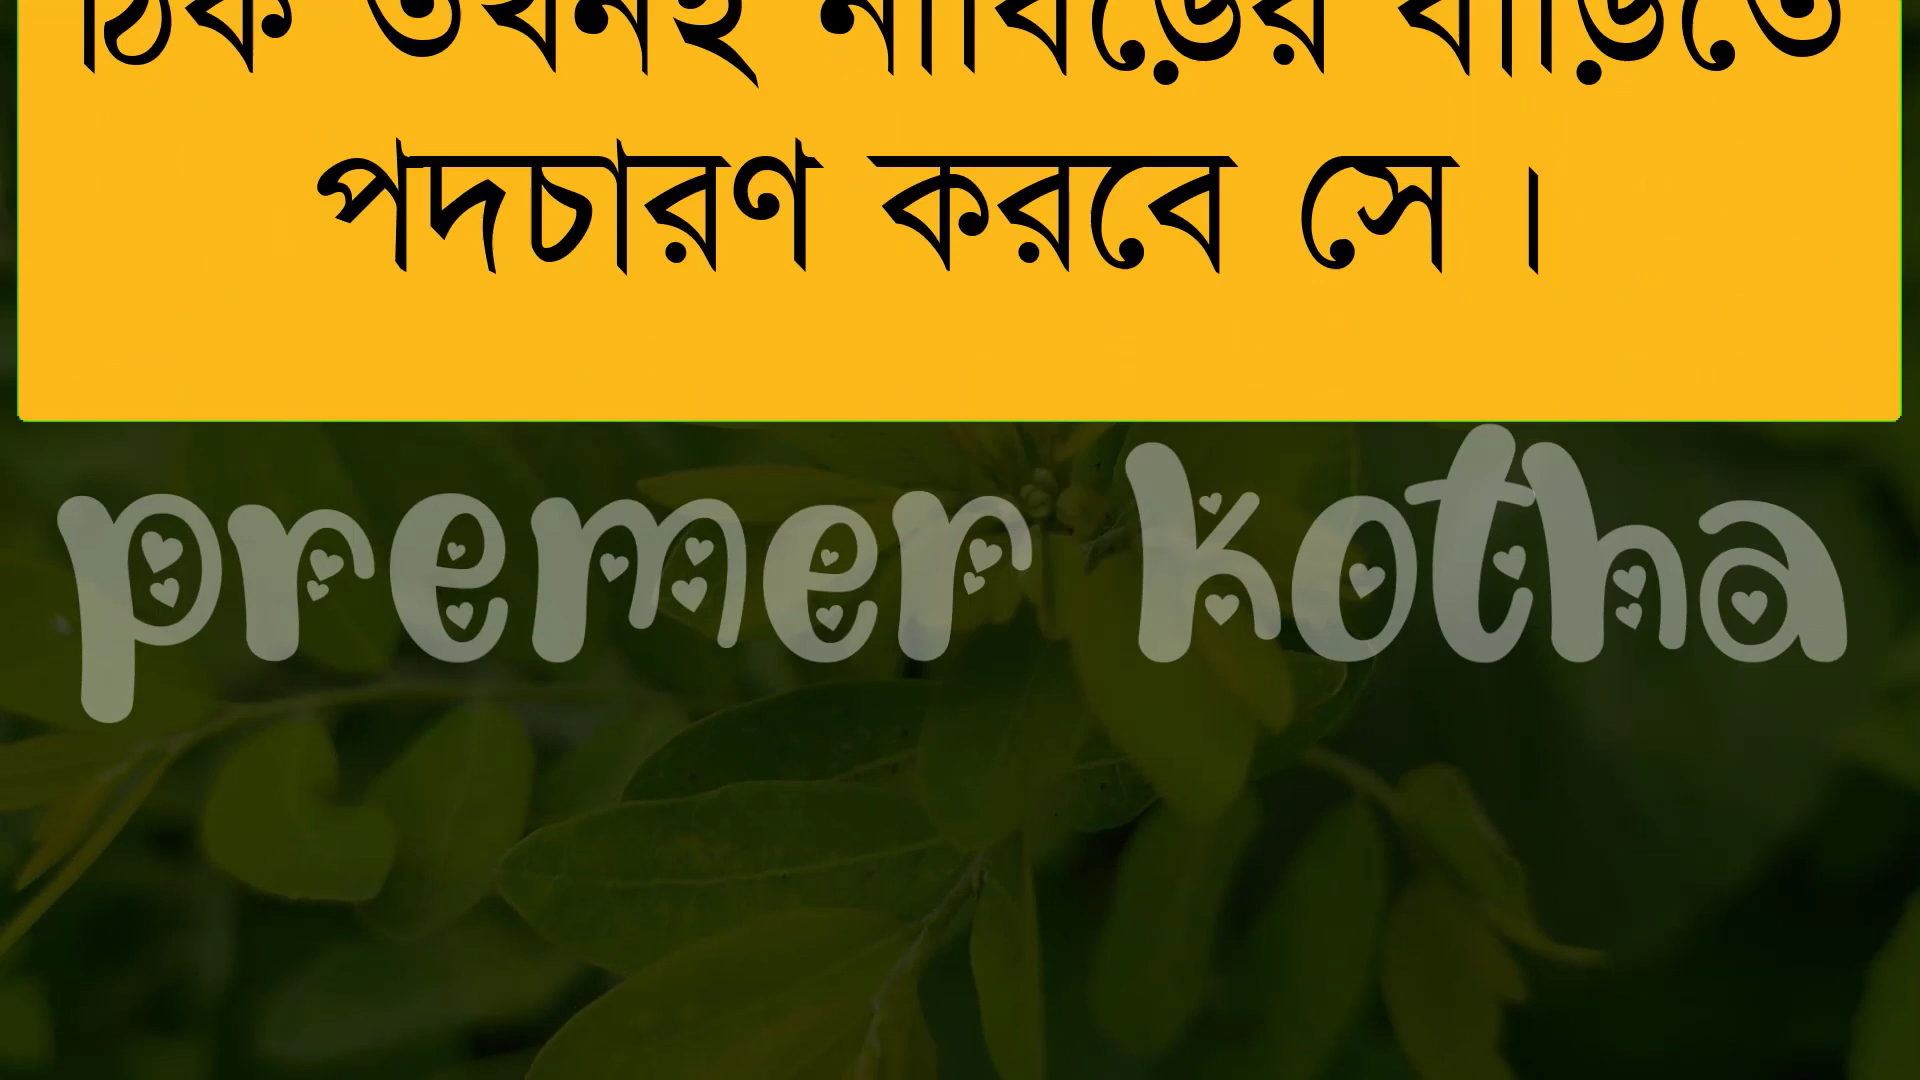 ঠিক তখনই নাবিড়ের বাড়িতে
পদচারণ করবে সে।
premer kotha